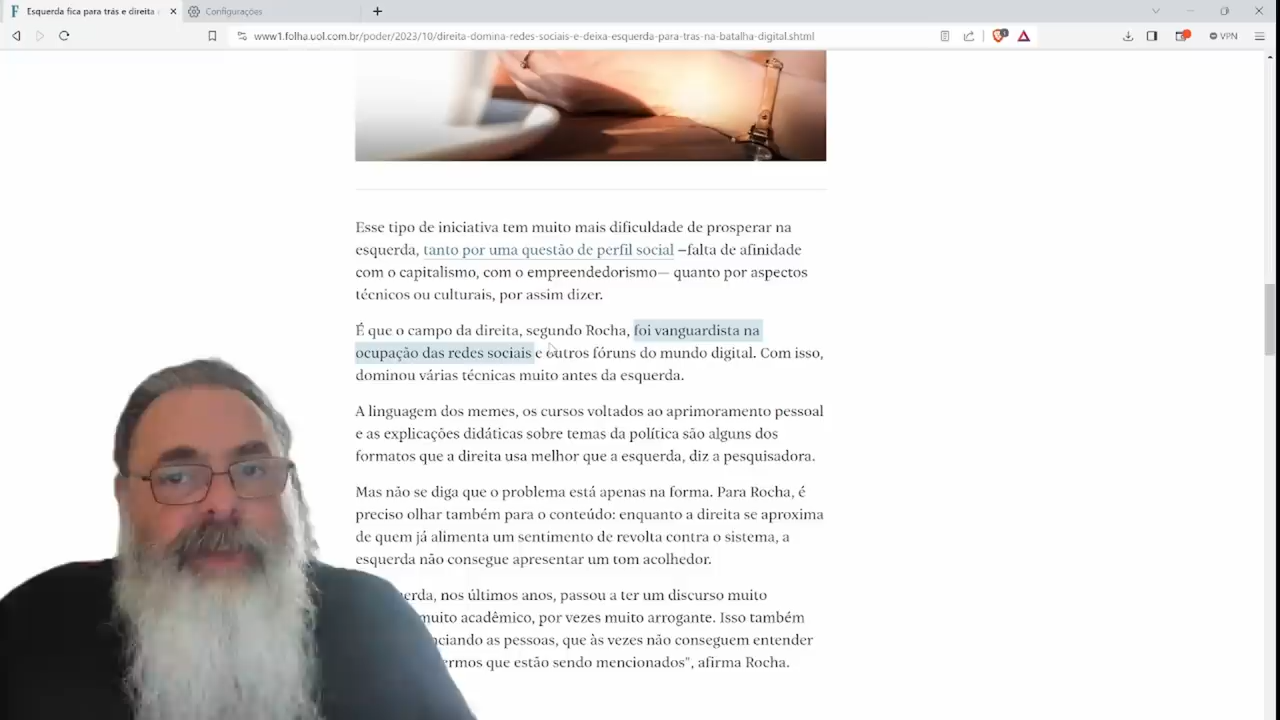 Esquerda fica para trás e direita
Configurações
www1.folha.uol.com.br/poder/2023/10/direita-domina-redes-sociais-e-deixa-esquerda-para-tras-na-batalha-digital.shtml
VPN
Esse tipo de iniciativa tem muito mais dificuldade de prosperar na
esquerda, tanto por uma questão de perfil social –falta de afinidade
com o capitalismo, com o empreendedorismo— quanto por aspectos
técnicos ou culturais, por assim dizer.
É que o campo da direita, segundo Rocha, foi vanguardista na
ocupação das redes sociais e outros fóruns do mundo digital. Com isso,
dominou várias técnicas muito antes da esquerda.
A linguagem dos memes, os cursos voltados ao aprimoramento pessoal
e as explicações didáticas sobre temas da política são alguns dos
formatos que a direita usa melhor que a esquerda, diz a pesquisadora.
Mas não se diga que o problema está apenas na forma. Para Rocha, é
preciso olhar também para o conteúdo: enquanto a direita se aproxima
de quem já alimenta um sentimento de revolta contra o sistema, a
esquerda não consegue apresentar um tom acolhedor.
erda, nos últimos anos, passou a ter um discurso muito
muito acadêmico, por vezes muito arrogante. Isso também
nciando as pessoas, que às vezes não conseguem entender
ermos que estão sendo mencionados", afirma Rocha.